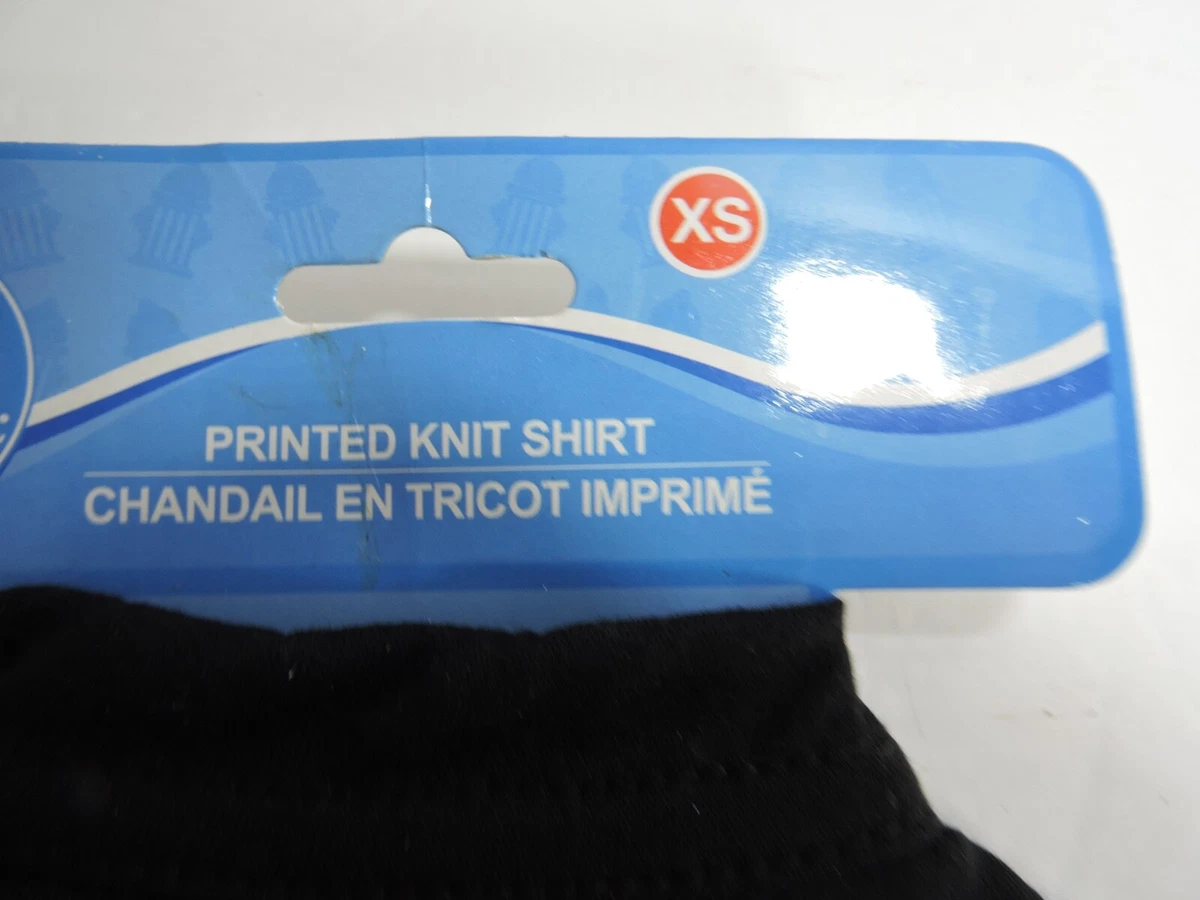 XS
PRINTED KNIT SHIRT
CHANDAIL EN TRICOT IMPRIMÉ